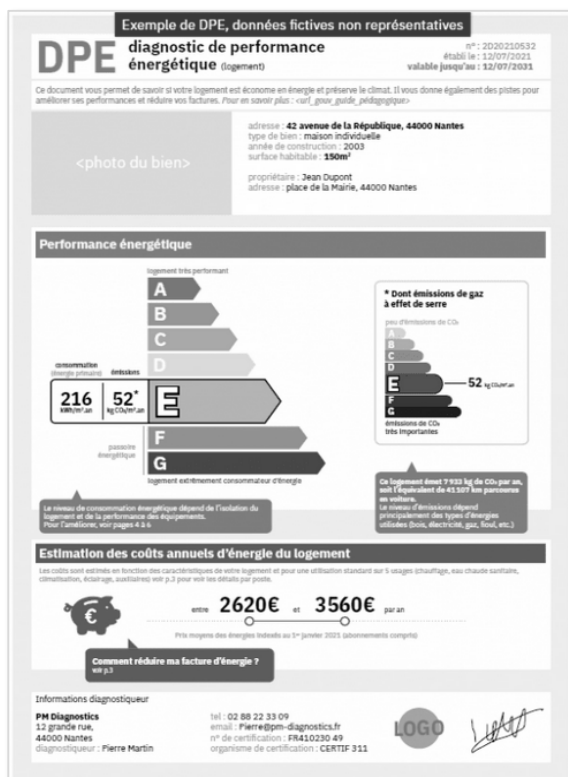 Exemple de DPE, données fictives non représentatives
DPE diagnostic de performance énergétique (logement)
n° : 2D20210532
établi le : 12/07/2021
valable jusqu'au : 12/07/2031
Ce document vous permet de savoir si votre logement est économe en énergie et préserve le climat. Il vous donne également des pistes pour
améliorer ses performances et réduire vos factures. Pour en savoir plus : <url_gouv_guide_pédagogique>
<photo du bien>
adresse : 42 avenue de la République, 44000 Nantes
type de bien : maison individuelle
année de construction : 2003
surface habitable : 150m²
propriétaire : Jean Dupont
adresse : place de la Mairie, 44000 Nantes
Performance énergétique
logement très performant
A
B
C
D
consommation
(énergie primaire)
émissions
216
kWh/m².an
52*
kg CO₂/m².an
E
passoire
énergétique
F
G
logement extrêmement consommateur d'énergie
Le niveau de consommation énergétique dépend de l'isolation du
logement et de la performance des équipements.
Pour l'améliorer, voir pages 4 à 6
* Dont émissions de gaz
à effet de serre
peu d'émissions de CO₂
A
B
C
D
E
52 kg CO₂/m².an
F
G
émissions de CO₂
très importantes
Ce logement émet 7 933 kg de CO₂ par an,
soit l'équivalent de 41 107 km parcourus
en voiture.
Le niveau d'émissions dépend
principalement des types d'énergies
utilisées (bois, électricité, gaz, fioul, etc.)
Estimation des coûts annuels d'énergie du logement
Les coûts sont estimés en fonction des caractéristiques de votre logement et pour une utilisation standard sur 5 usages (chauffage, eau chaude sanitaire,
climatisation, éclairage, auxiliaires) voir p.3 pour voir les détails par poste.
€
entre 2620€ et 3560€ par an
Prix moyens des énergies indexés au 1er janvier 2021 (abonnements compris)
Comment réduire ma facture d'énergie ?
voir p.3
Informations diagnostiqueur
PM Diagnostics
12 grande rue,
44000 Nantes
diagnostiqueur : Pierre Martin
tel : 02 88 22 33 09
email : Pierre@pm-diagnostics.fr
n° de certification : FR410230 49
organisme de certification : CERTIF 311
LOGO